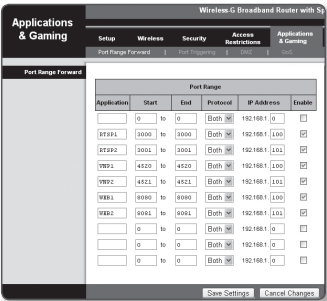 Wireless-G Broadband Router with Sp
Applications & Gaming
Setup Wireless Security Access Restrictions Applications & Gaming
Port Range Forward | Port Triggering | DMZ | QoS
Port Range Forward
Port Range
Application Start End Protocol IP Address Enable
0 to 0 Both 192.168.1. 0
RTSP1 3000 to 3000 Both 192.168.1. 100
RTSP2 3001 to 3001 Both 192.168.1. 101
VNP1 4520 to 4520 Both 192.168.1. 100
VNP2 4521 to 4521 Both 192.168.1. 101
WEB1 8080 to 8080 Both 192.168.1. 100
WEB2 8081 to 8081 Both 192.168.1. 101
0 to 0 Both 192.168.1. 0
0 to 0 Both 192.168.1. 0
0 to 0 Both 192.168.1. 0
Save Settings Cancel Changes